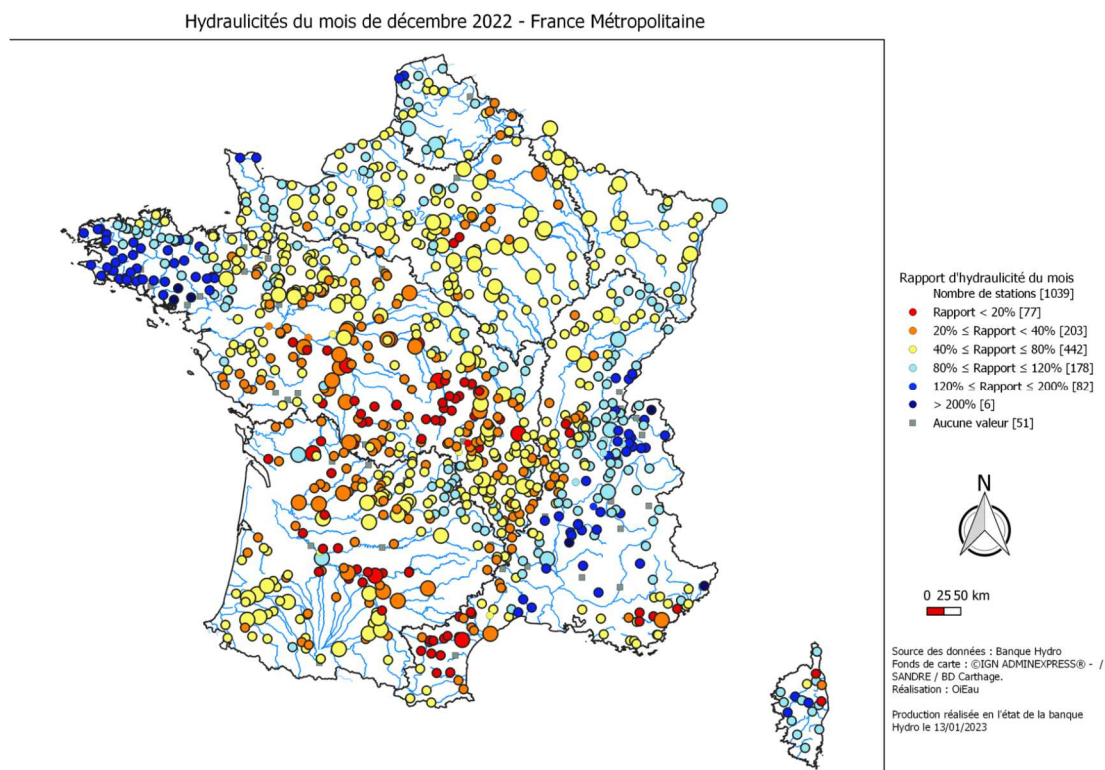 Hydraulicités du mois de décembre 2022 - France Métropolitaine
Rapport d'hydraulicité du mois
Nombre de stations [1039]
Rapport < 20% [77]
20% ≤ Rapport < 40% [203]
40% ≤ Rapport ≤ 80% [442]
80% ≤ Rapport ≤ 120% [178]
120% ≤ Rapport ≤ 200% [82]
> 200% [6]
Aucune valeur [51]
N
0 25 50 km
Source des données : Banque Hydro
Fonds de carte : ©IGN ADMINEXPRESS® - /
SANDRE / BD Carthage.
Réalisation : OiEau
Production réalisée en l'état de la banque
Hydro le 13/01/2023